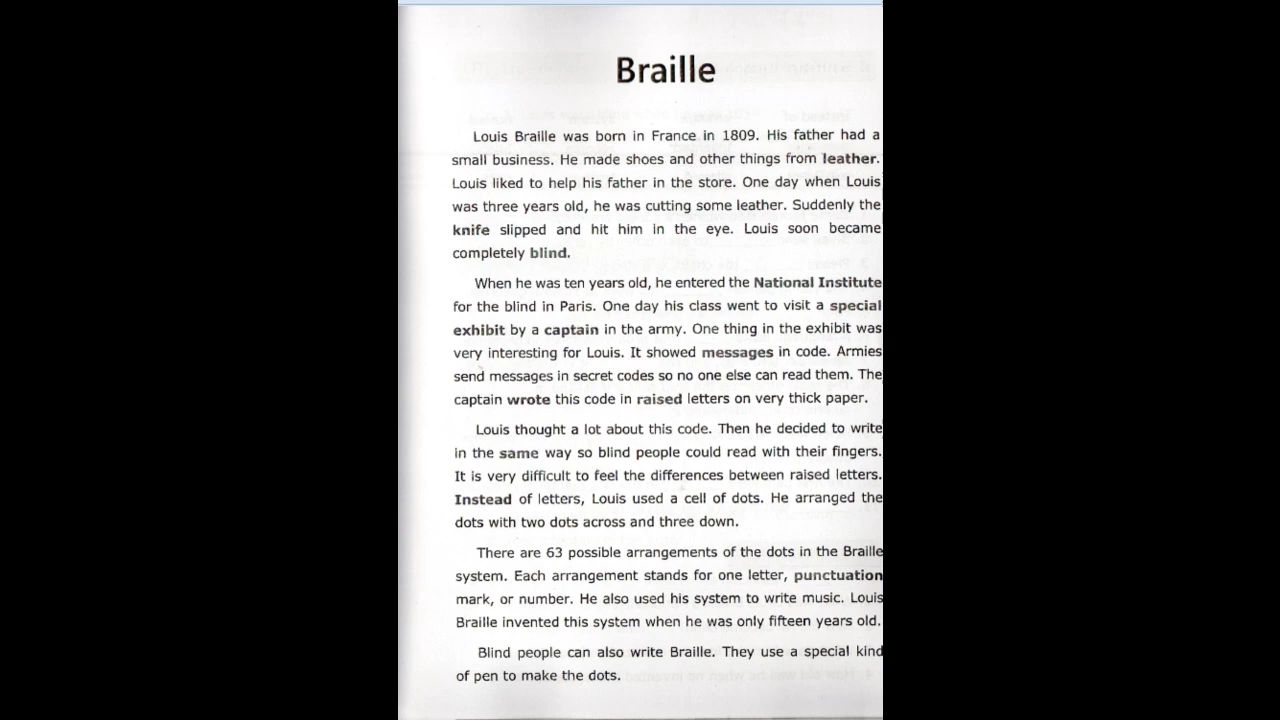 Braille
Louis Braille was born in France in 1809. His father had a
small business. He made shoes and other things from leather.
Louis liked to help his father in the store. One day when Louis
was three years old, he was cutting some leather. Suddenly the
knife slipped and hit him in the eye. Louis soon became
completely blind.
When he was ten years old, he entered the National Institute
for the blind in Paris. One day his class went to visit a special
exhibit by a captain in the army. One thing in the exhibit was
very interesting for Louis. It showed messages in code. Armies
send messages in secret codes so no one else can read them. The
captain wrote this code in raised letters on very thick paper.
Louis thought a lot about this code. Then he decided to write
in the same way so blind people could read with their fingers.
It is very difficult to feel the differences between raised letters.
Instead of letters, Louis used a cell of dots. He arranged the
dots with two dots across and three down.
There are 63 possible arrangements of the dots in the Braille
system. Each arrangement stands for one letter, punctuation
mark, or number. He also used his system to write music. Louis
Braille invented this system when he was only fifteen years old.
Blind people can also write Braille. They use a special kind
of pen to make the dots.